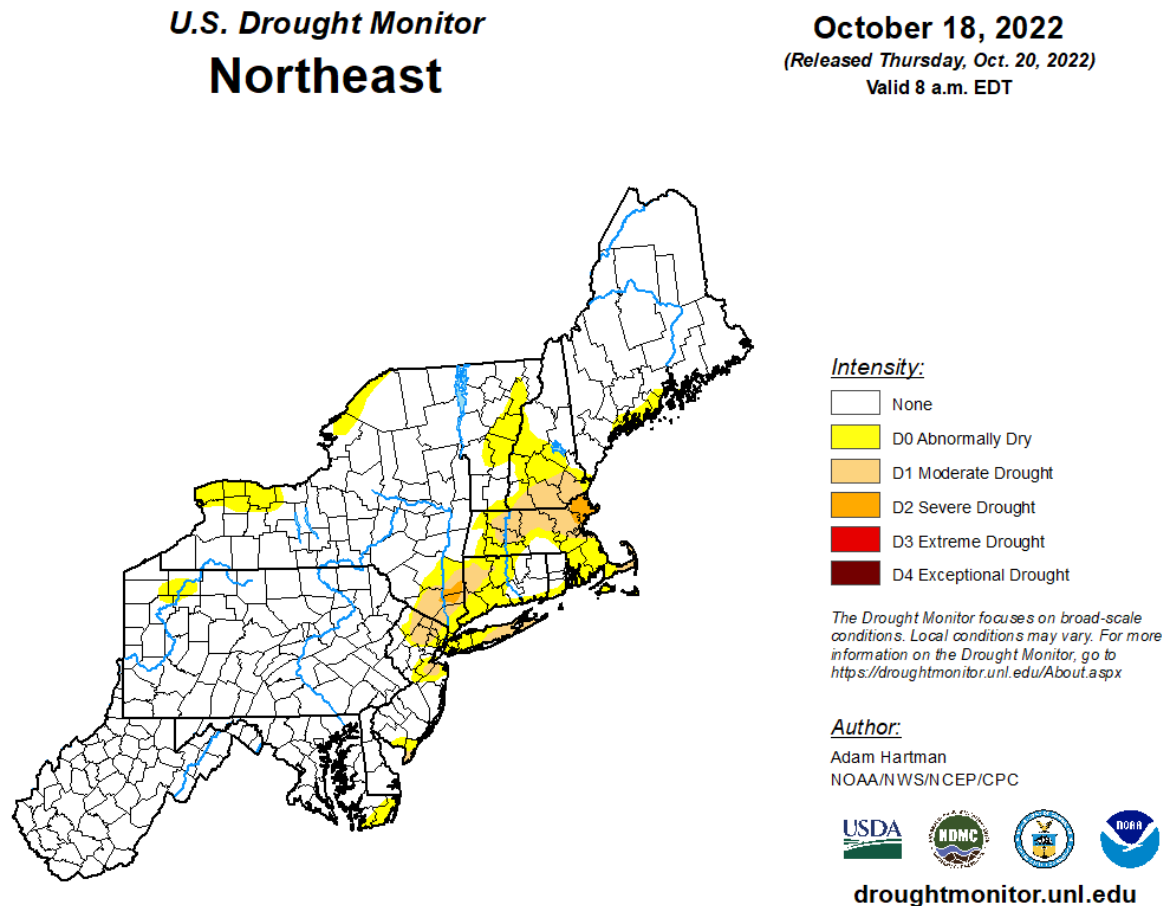 U.S. Drought Monitor
Northeast
October 18, 2022
(Released Thursday, Oct. 20, 2022)
Valid 8 a.m. EDT
Intensity:
None
D0 Abnormally Dry
D1 Moderate Drought
D2 Severe Drought
D3 Extreme Drought
D4 Exceptional Drought
The Drought Monitor focuses on broad-scale
conditions. Local conditions may vary. For more
information on the Drought Monitor, go to
https://droughtmonitor.unl.edu/About.aspx
Author:
Adam Hartman
NOAA/NWS/NCEP/CPC
USDA
NDMC
NOAA
droughtmonitor.unl.edu